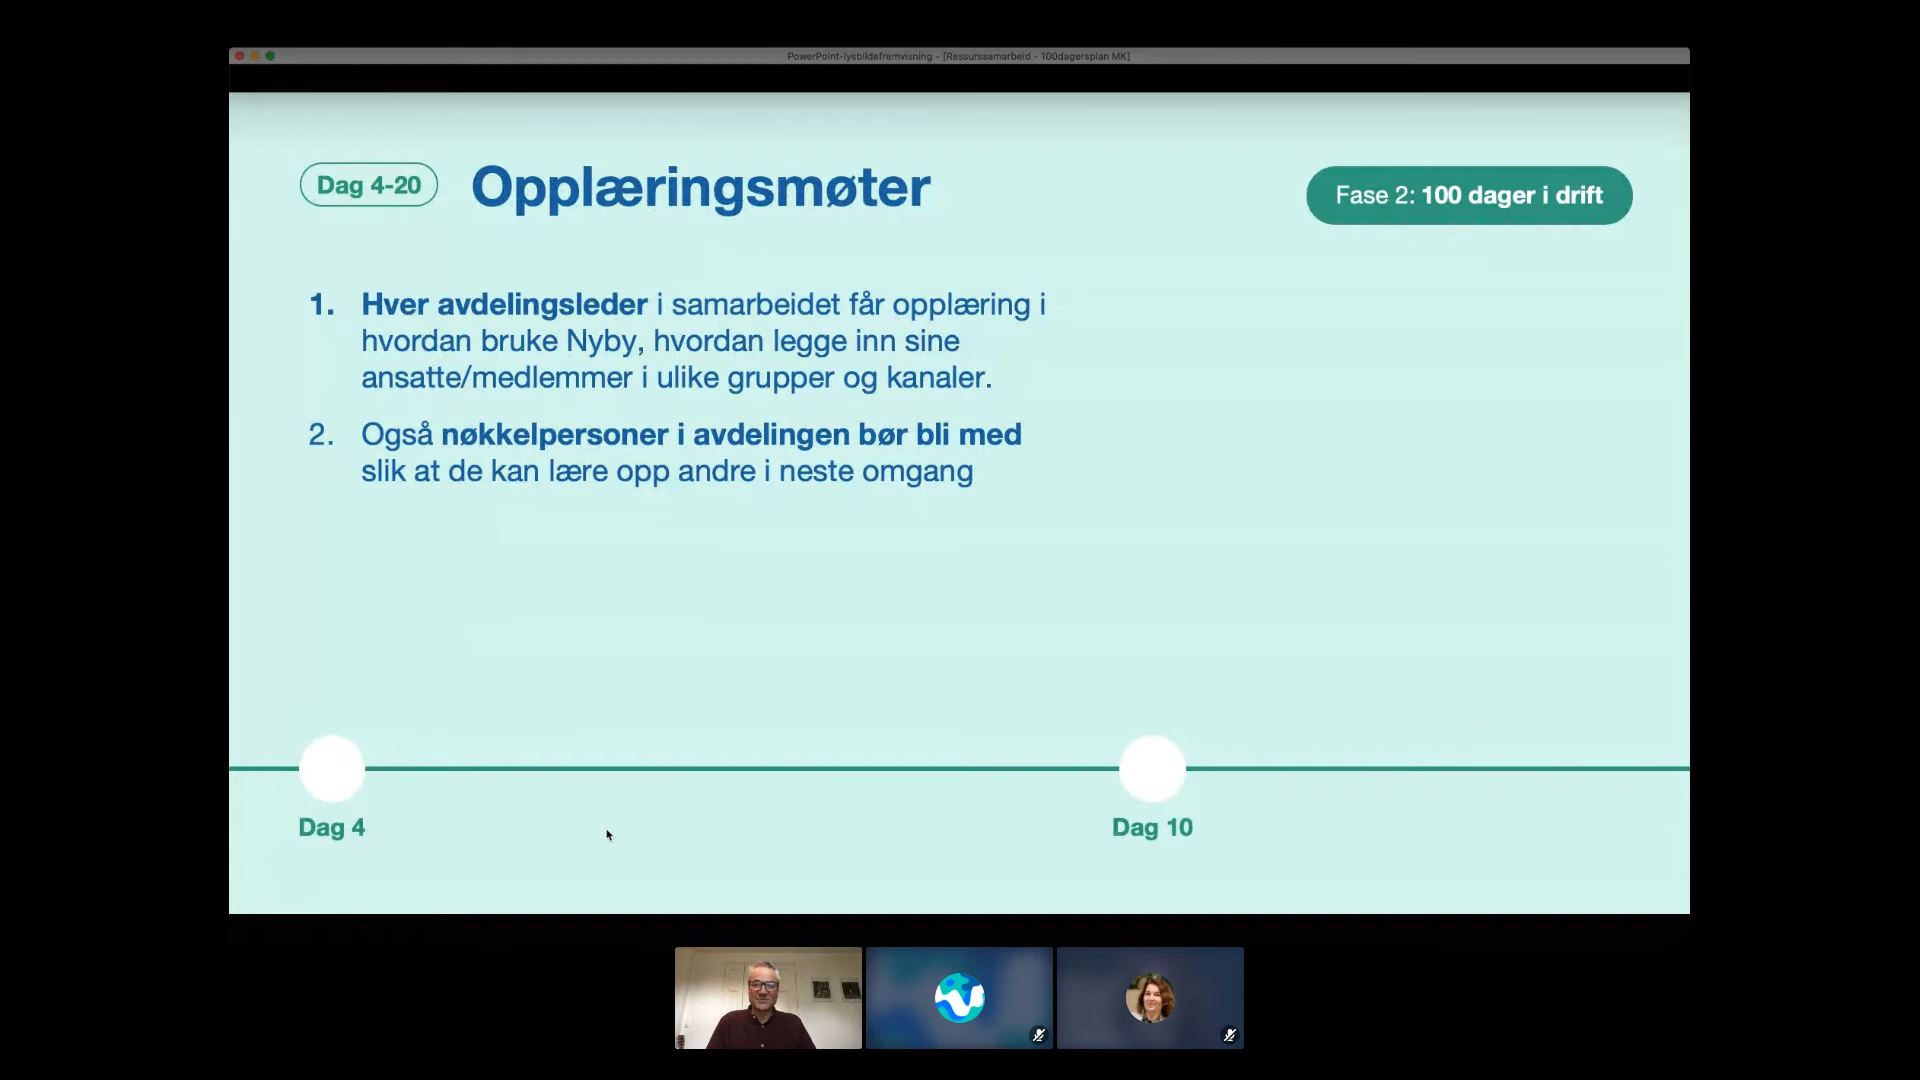 PowerPoint-lysbildefremvisning - [Ressurssamarbeid - 100dagersplan MK]
Dag 4-20
Opplæringsmøter
Fase 2: 100 dager i drift
1. Hver avdelingsleder i samarbeidet får opplæring i
hvordan bruke Nyby, hvordan legge inn sine
ansatte/medlemmer i ulike grupper og kanaler.
2. Også nøkkelpersoner i avdelingen bør bli med
slik at de kan lære opp andre i neste omgang
Dag 4
Dag 10